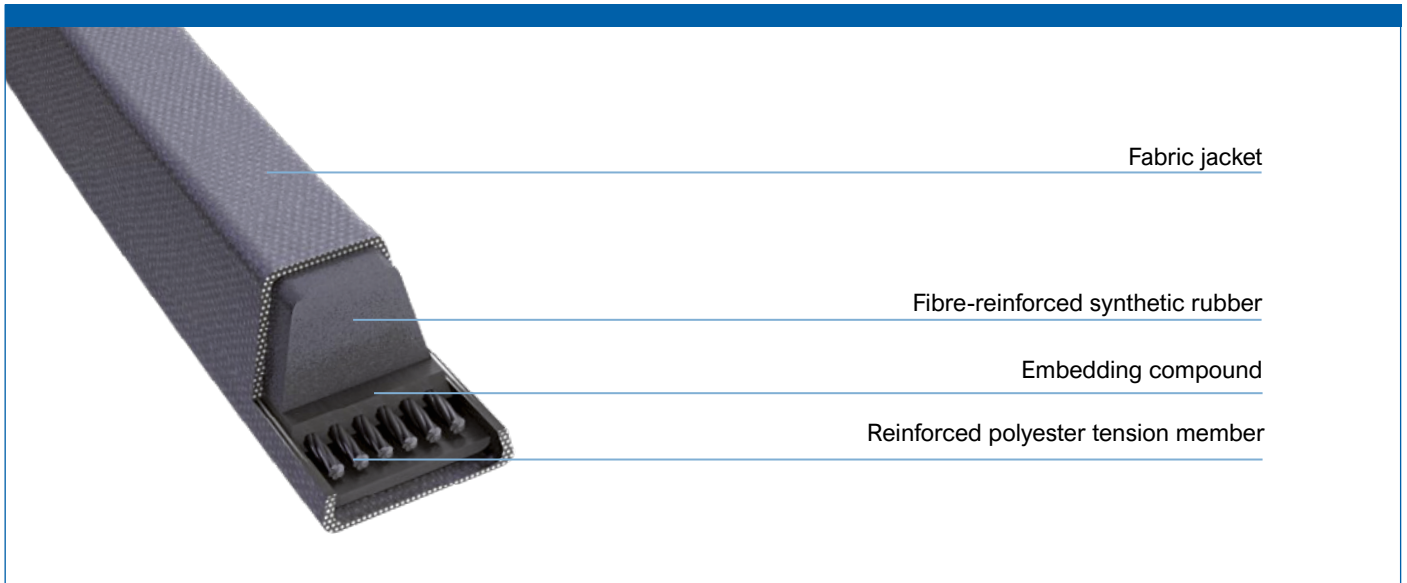 Fabric jacket
Fibre-reinforced synthetic rubber
Embedding compound
Reinforced polyester tension member